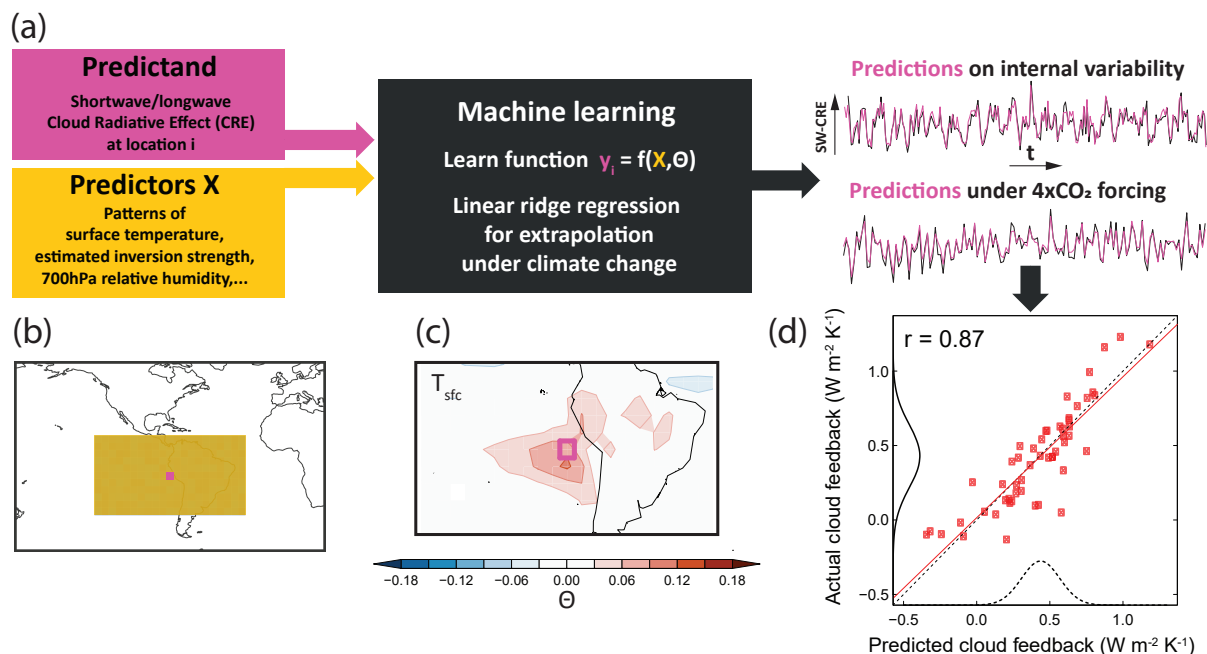 (a)
Predictand
Shortwave/longwave
Cloud Radiative Effect (CRE)
at location i
Predictors X
Patterns of
surface temperature,
estimated inversion strength,
700hPa relative humidity,...
Machine learning
Learn function yᵢ = f(X,Θ)
Linear ridge regression
for extrapolation
under climate change
Predictions on internal variability
SW-CRE
t
Predictions under 4xCO₂ forcing
(b)
(c)
T_sfc
−0.18 −0.12 −0.06 0.00 0.06 0.12 0.18
Θ
(d)
r = 0.87
Actual cloud feedback (W m⁻² K⁻¹)
1.0
0.5
0.0
−0.5
−0.5 0.0 0.5 1.0
Predicted cloud feedback (W m⁻² K⁻¹)